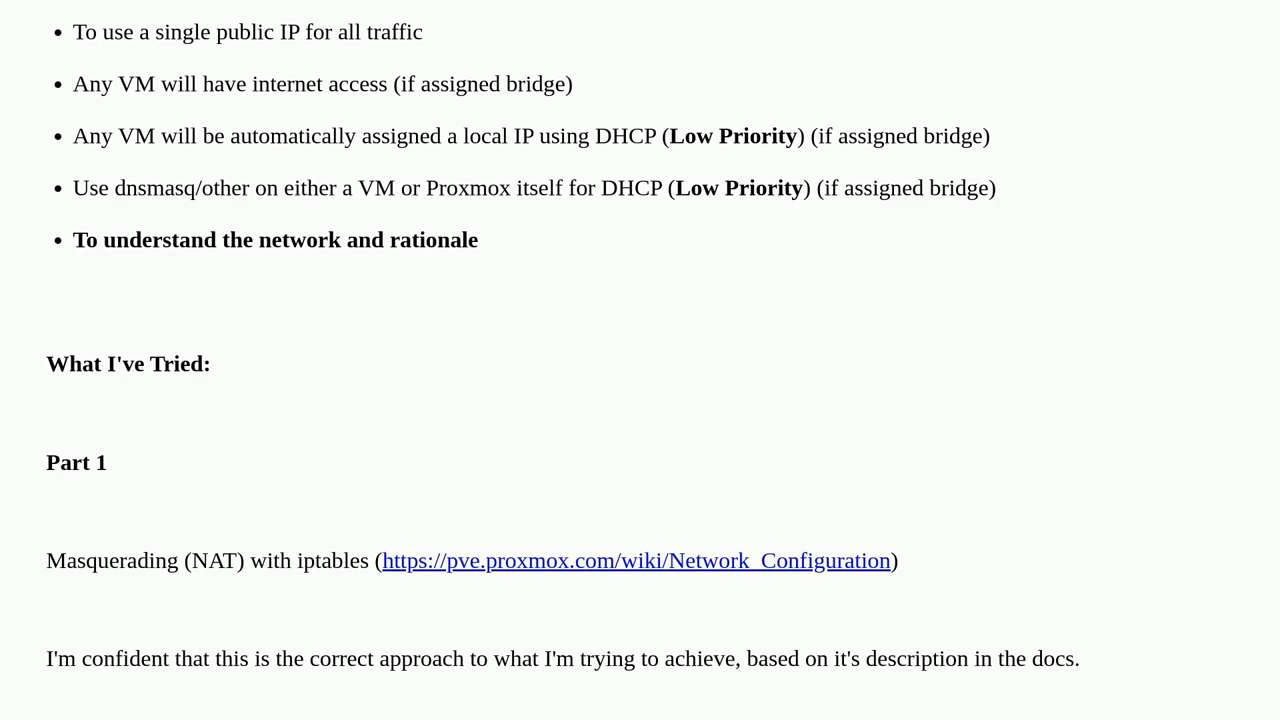 • To use a single public IP for all traffic
• Any VM will have internet access (if assigned bridge)
• Any VM will be automatically assigned a local IP using DHCP (Low Priority) (if assigned bridge)
• Use dnsmasq/other on either a VM or Proxmox itself for DHCP (Low Priority) (if assigned bridge)
• To understand the network and rationale
What I've Tried:
Part 1
Masquerading (NAT) with iptables (https://pve.proxmox.com/wiki/Network_Configuration)
I'm confident that this is the correct approach to what I'm trying to achieve, based on it's description in the docs.